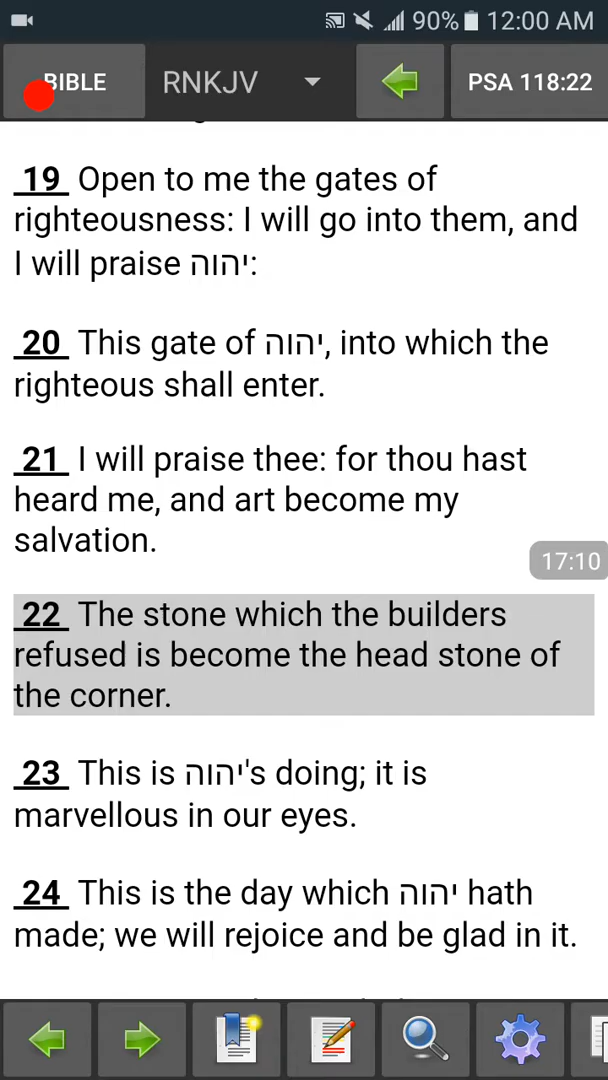 90% 12:00 AM
BIBLE RNKJV PSA 118:22
19 Open to me the gates of
righteousness: I will go into them, and
I will praise יהוה:
20 This gate of יהוה, into which the
righteous shall enter.
21 I will praise thee: for thou hast
heard me, and art become my
salvation.
17:10
22 The stone which the builders
refused is become the head stone of
the corner.
23 This is יהוה's doing; it is
marvellous in our eyes.
24 This is the day which יהוה hath
made; we will rejoice and be glad in it.